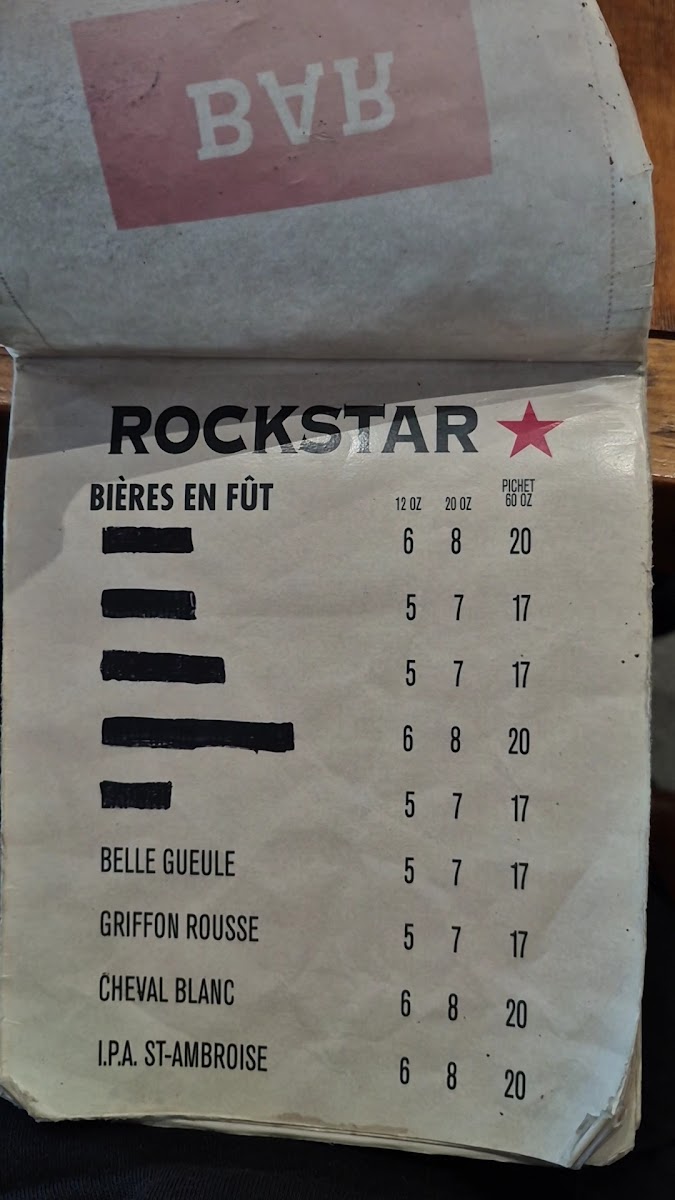 BAR
ROCKSTAR
BIÈRES EN FÛT 12 OZ 20 OZ PICHET 60 OZ
6 8 20
5 7 17
5 7 17
6 8 20
5 7 17
BELLE GUEULE 5 7 17
GRIFFON ROUSSE 5 7 17
CHEVAL BLANC 6 8 20
I.P.A. ST-AMBROISE 6 8 20